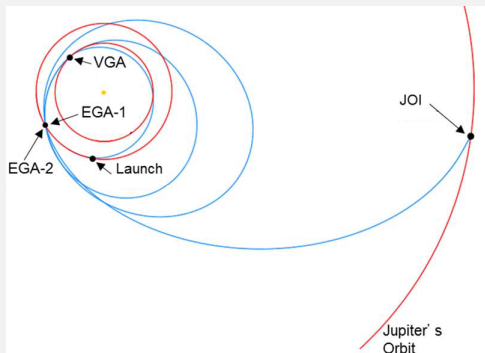 VGA
JOI
EGA-1
EGA-2
Launch
Jupiter's
Orbit